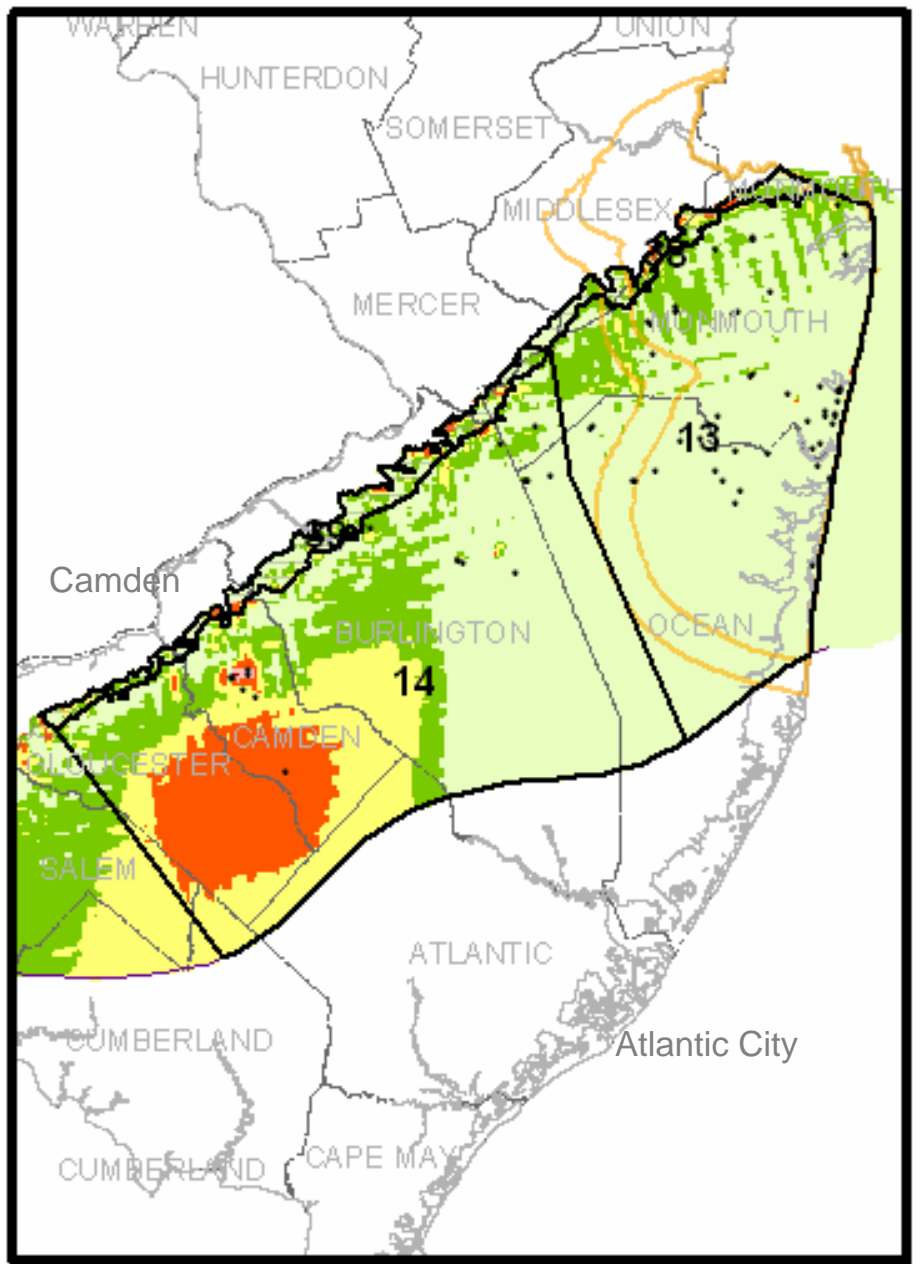 WARREN
UNION
HUNTERDON
SOMERSET
MONMOUTH
MIDDLESEX
MERCER
MONMOUTH
13
Camden
BURLINGTON
OCEAN
14
CAMDEN
GLOUCESTER
SALEM
ATLANTIC
CUMBERLAND
Atlantic City
CAPE MAY
CUMBERLAND